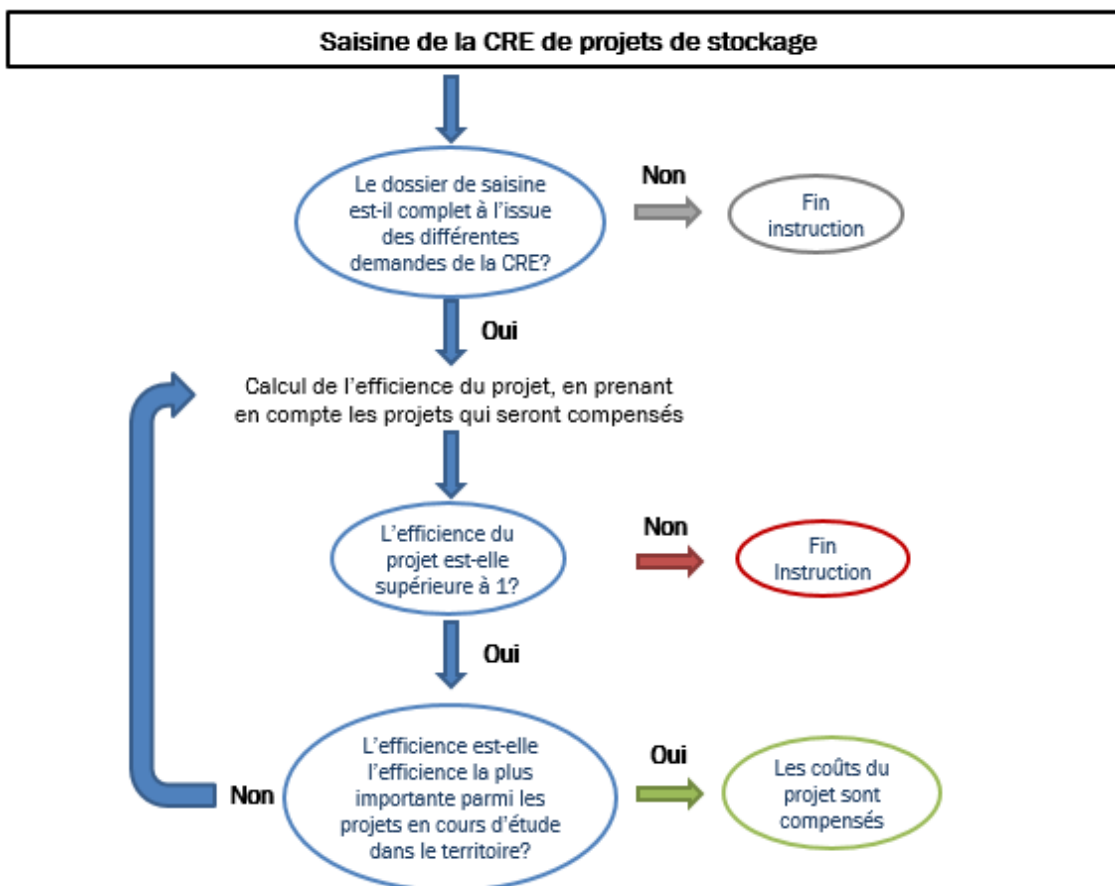 Saisine de la CRE de projets de stockage
Le dossier de saisine
est-il complet à l'issue
des différentes
demandes de la CRE?
Non
Fin
instruction
Oui
Calcul de l'efficience du projet, en prenant
en compte les projets qui seront compensés
L'efficience du
projet est-elle
supérieure à 1?
Non
Fin
Instruction
Oui
L'efficience est-elle
l'efficience la plus
importante parmi les
projets en cours d'étude
dans le territoire?
Non
Oui
Les coûts du
projet sont
compensés